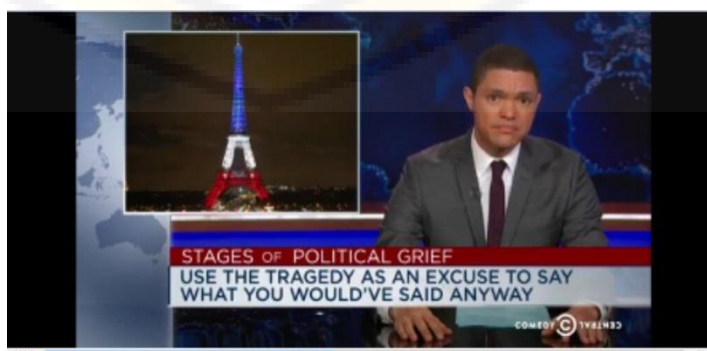 STAGES OF POLITICAL GRIEF
USE THE TRAGEDY AS AN EXCUSE TO SAY
WHAT YOU WOULD'VE SAID ANYWAY
COMEDY C CENTRAL